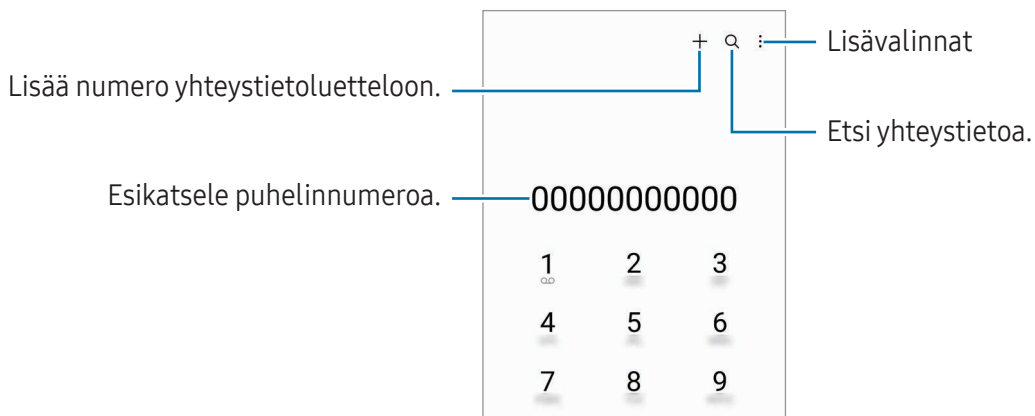 Lisävalinnat
Lisää numero yhteystietoluetteloon.
Etsi yhteystietoa.
Esikatsele puhelinnumeroa.
00000000000
1 2 3
4 5 6
7 8 9